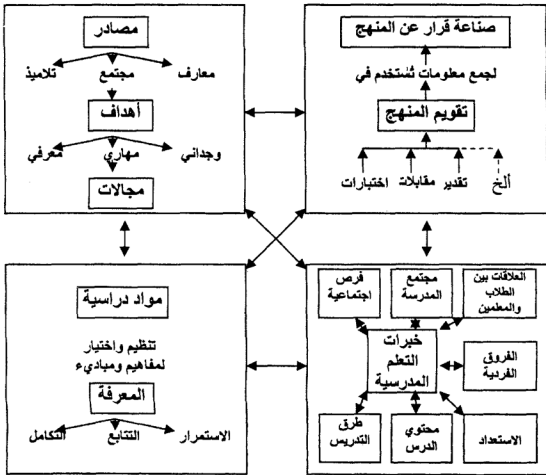 مصادر
معارف مجتمع تلاميذ
أهداف
وجداني مهاري معرفي
مجالات
صناعة قرار عن المنهج
لجمع معلومات تُستخدم في
تقويم المنهج
ألخ تقدير مقابلات اختبارات
مواد دراسية
تنظيم واختيار
لمفاهيم ومباديء
المعرفة
الاستمرار التتابع التكامل
العلاقات بين
الطلاب
والمعلمين
مجتمع
المدرسة
فرص
اجتماعية
خبرات
التعلم
المدرسية
الفروق
الفردية
الاستعداد
محتوي
الدرس
طرق
التدريس